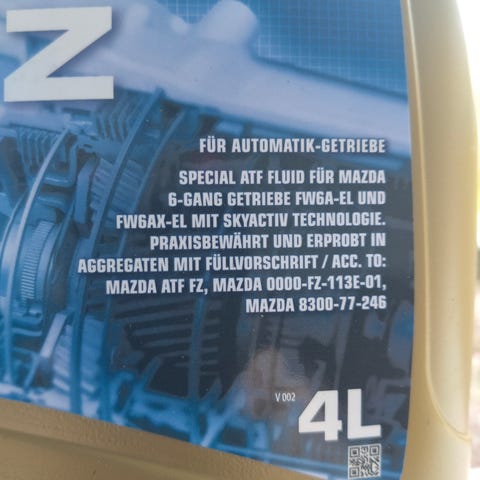 Z
FÜR AUTOMATIK-GETRIEBE
SPECIAL ATF FLUID FÜR MAZDA
6-GANG GETRIEBE FW6A-EL UND
FW6AX-EL MIT SKYACTIV TECHNOLOGIE.
PRAXISBEWÄHRT UND ERPROBT IN
AGGREGATEN MIT FÜLLVORSCHRIFT / ACC. TO:
MAZDA ATF FZ, MAZDA 0000-FZ-113E-01,
MAZDA 8300-77-246
V 002
4L